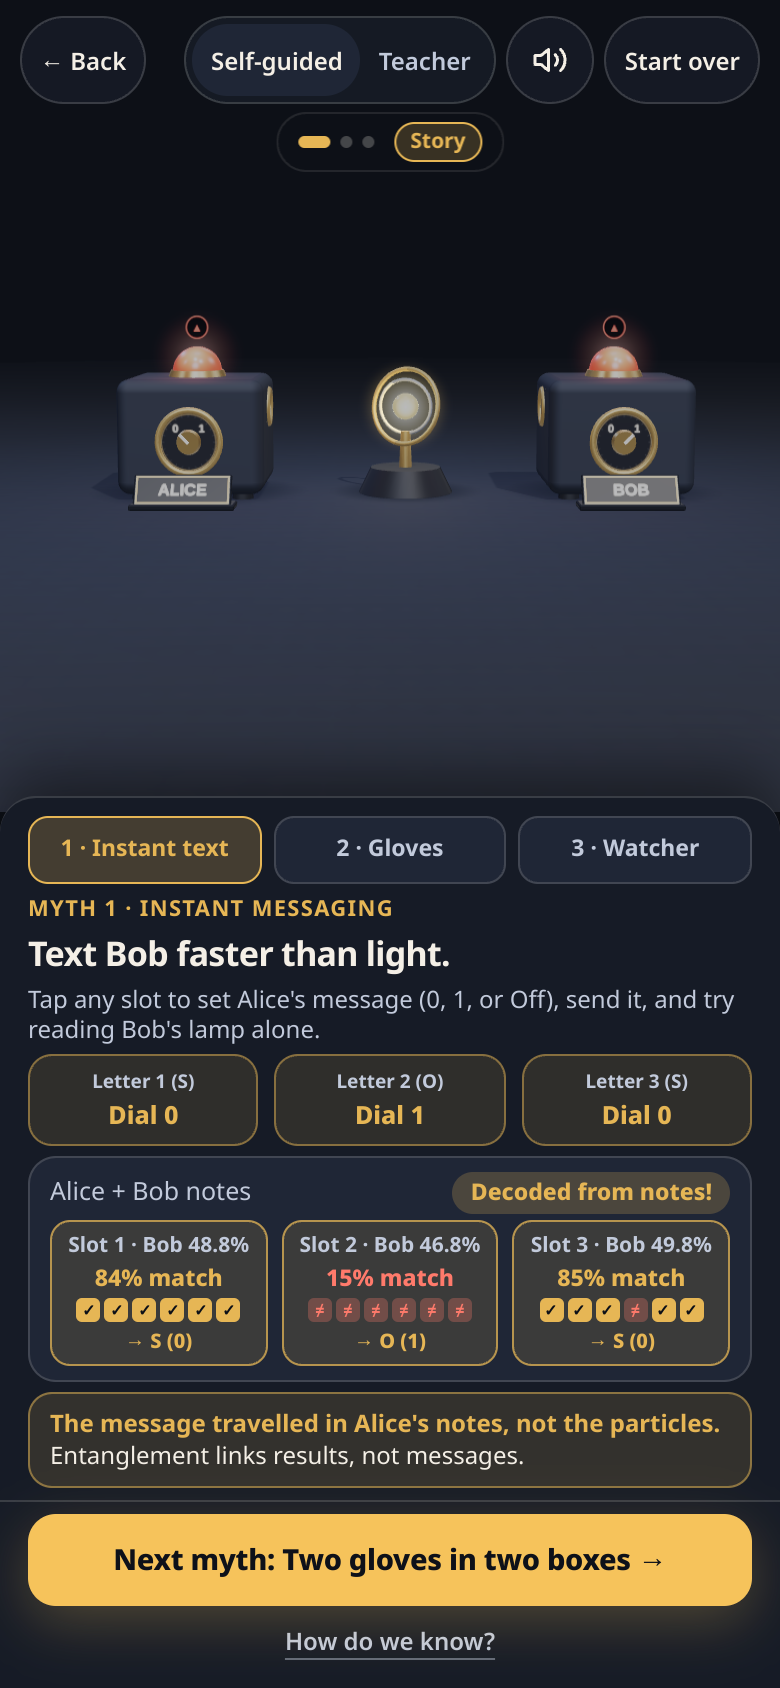 ← Back
Self-guided
Teacher
Start over
Story
0 1
ALICE
0 1
BOB
1 · Instant text
2 · Gloves
3 · Watcher
MYTH 1 · INSTANT MESSAGING
Text Bob faster than light.
Tap any slot to set Alice's message (0, 1, or Off), send it, and try
reading Bob's lamp alone.
Letter 1 (S)
Dial 0
Letter 2 (O)
Dial 1
Letter 3 (S)
Dial 0
Alice + Bob notes
Decoded from notes!
Slot 1 · Bob 48.8%
84% match
✓ ✓ ✓ ✓ ✓ ✓
→ S (0)
Slot 2 · Bob 46.8%
15% match
≠ ≠ ≠ ≠ ≠ ≠
→ O (1)
Slot 3 · Bob 49.8%
85% match
✓ ✓ ✓ ≠ ✓ ✓
→ S (0)
The message travelled in Alice's notes, not the particles.
Entanglement links results, not messages.
Next myth: Two gloves in two boxes →
How do we know?